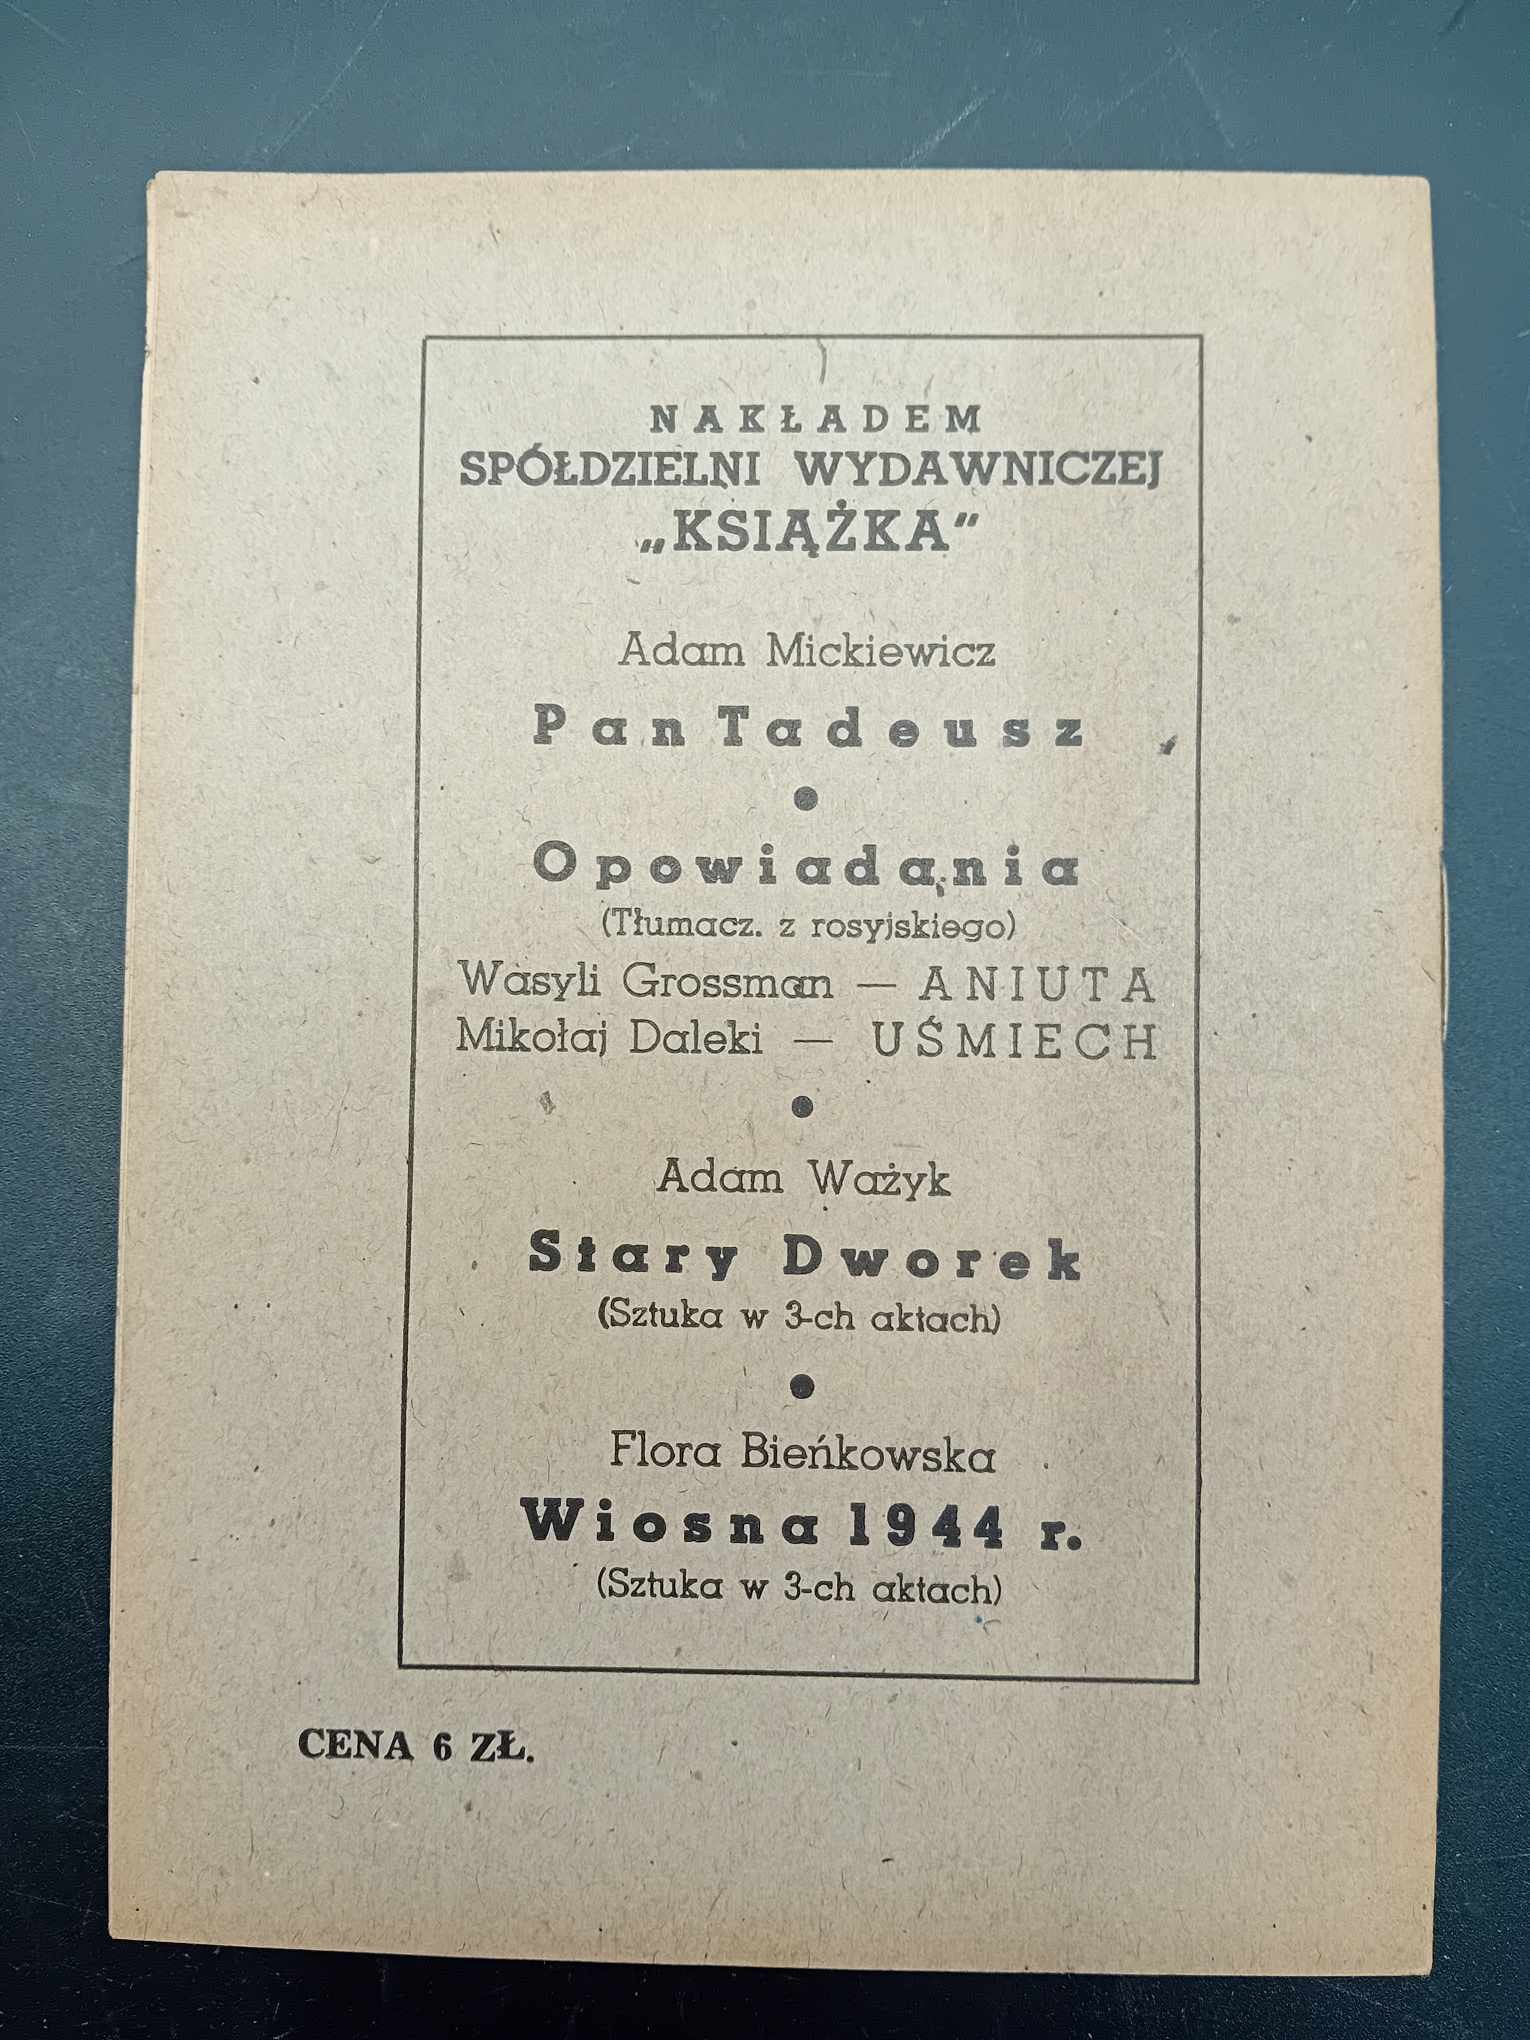 NAKŁADEM
SPÓŁDZIELNI WYDAWNICZEJ
„KSIĄŻKA"
Adam Mickiewicz
Pan Tadeusz
●
Opowiadania
(Tłumacz. z rosyjskiego)
Wasyli Grossman — ANIUTA
Mikołaj Daleki — UŚMIECH
●
Adam Ważyk
Stary Dworek
(Sztuka w 3-ch aktach)
●
Flora Bieńkowska
Wiosna 1944 r.
(Sztuka w 3-ch aktach)
CENA 6 ZŁ.